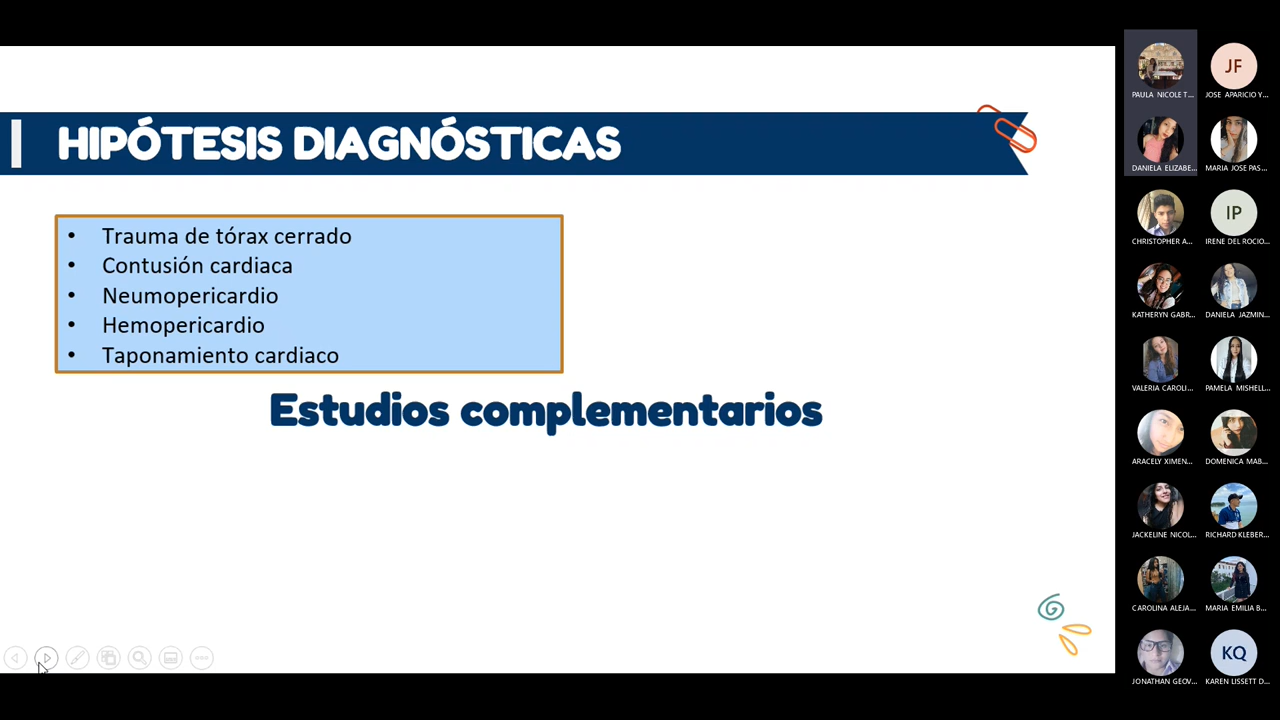 HIPÓTESIS DIAGNÓSTICAS
• Trauma de tórax cerrado
• Contusión cardiaca
• Neumopericardio
• Hemopericardio
• Taponamiento cardiaco
Estudios complementarios
PAULA NICOLE T...
JF
JOSE APARICIO Y...
DANIELA ELIZABE...
MARIA JOSE PAS...
CHRISTOPHER A...
IP
IRENE DEL ROCIO...
KATHERYN GABR...
DANIELA JAZMIN...
VALERIA CAROLI...
PAMELA MISHELL...
ARACELY XIMEN...
DOMENICA MAB...
JACKELINE NICOL...
RICHARD KLEBER...
CAROLINA ALEJA...
MARIA EMILIA B...
JONATHAN GEOV...
KQ
KAREN LISSETT D...